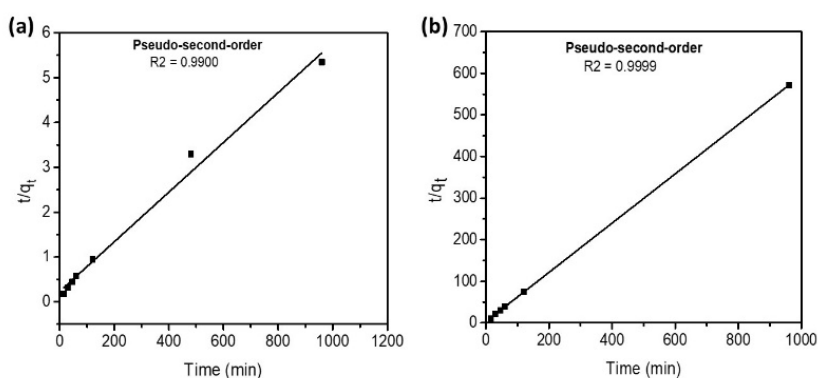 (a)
Pseudo-second-order
R2 = 0.9900
6
5
4
3
2
1
0
t/qt
0 200 400 600 800 1000 1200
Time (min)
(b)
Pseudo-second-order
R2 = 0.9999
700
600
500
400
300
200
100
0
t/qt
0 200 400 600 800 1000
Time (min)